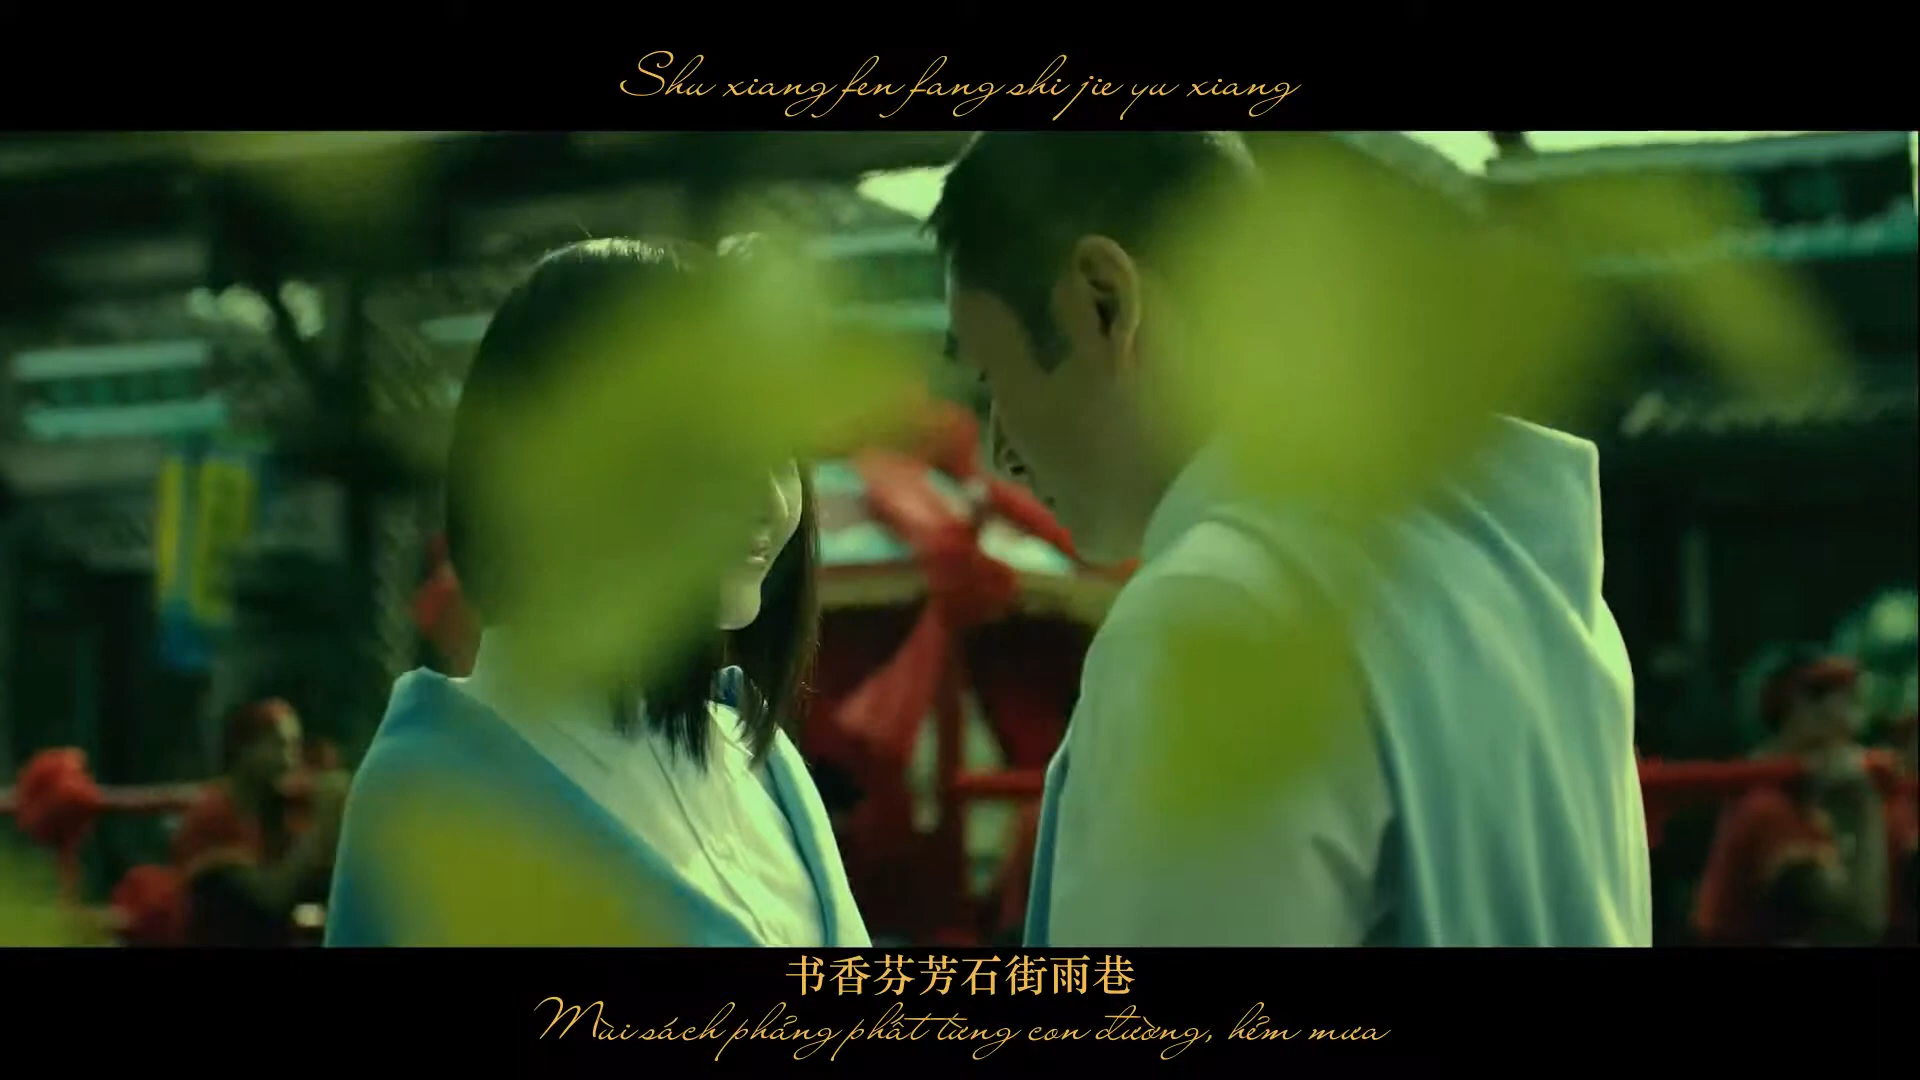 Shu xiang fen fang shi jie yu xiang
书香芬芳石街雨巷
Mùi sách phảng phất từng con đường, hẻm mưa